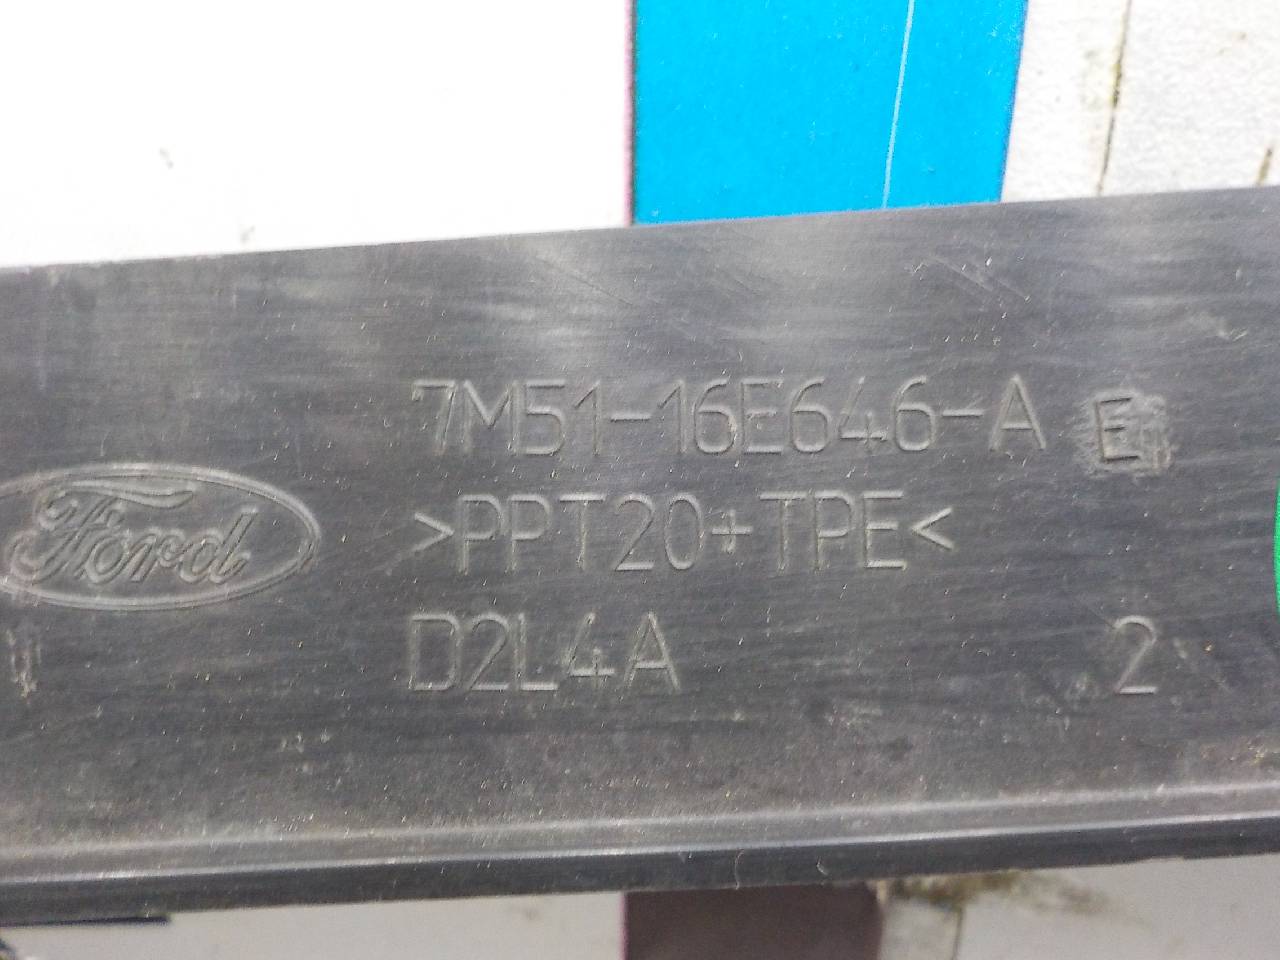 7M51-16E646-A E
Ford
>PPT20+TPE<
D2L4A 2